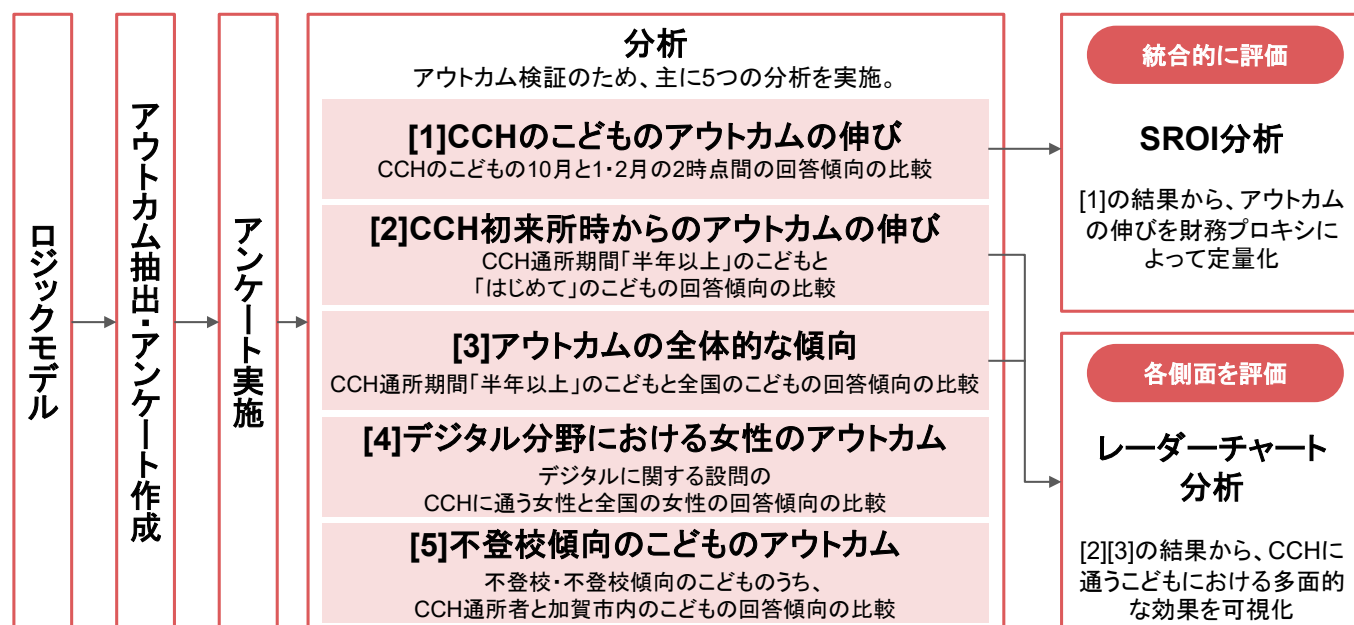 ロジックモデル
アウトカム抽出・アンケート作成
アンケート実施
分析
アウトカム検証のため、主に5つの分析を実施。
[1]CCHのこどものアウトカムの伸び
CCHのこどもの10月と1・2月の2時点間の回答傾向の比較
[2]CCH初来所時からのアウトカムの伸び
CCH通所期間「半年以上」のこどもと
「はじめて」のこどもの回答傾向の比較
[3]アウトカムの全体的な傾向
CCH通所期間「半年以上」のこどもと全国のこどもの回答傾向の比較
[4]デジタル分野における女性のアウトカム
デジタルに関する設問の
CCHに通う女性と全国の女性の回答傾向の比較
[5]不登校傾向のこどものアウトカム
不登校・不登校傾向のこどものうち、
CCH通所者と加賀市内のこどもの回答傾向の比較
統合的に評価
SROI分析
[1]の結果から、アウトカム
の伸びを財務プロキシに
よって定量化
各側面を評価
レーダーチャート
分析
[2][3]の結果から、CCHに
通うこどもにおける多面的
な効果を可視化